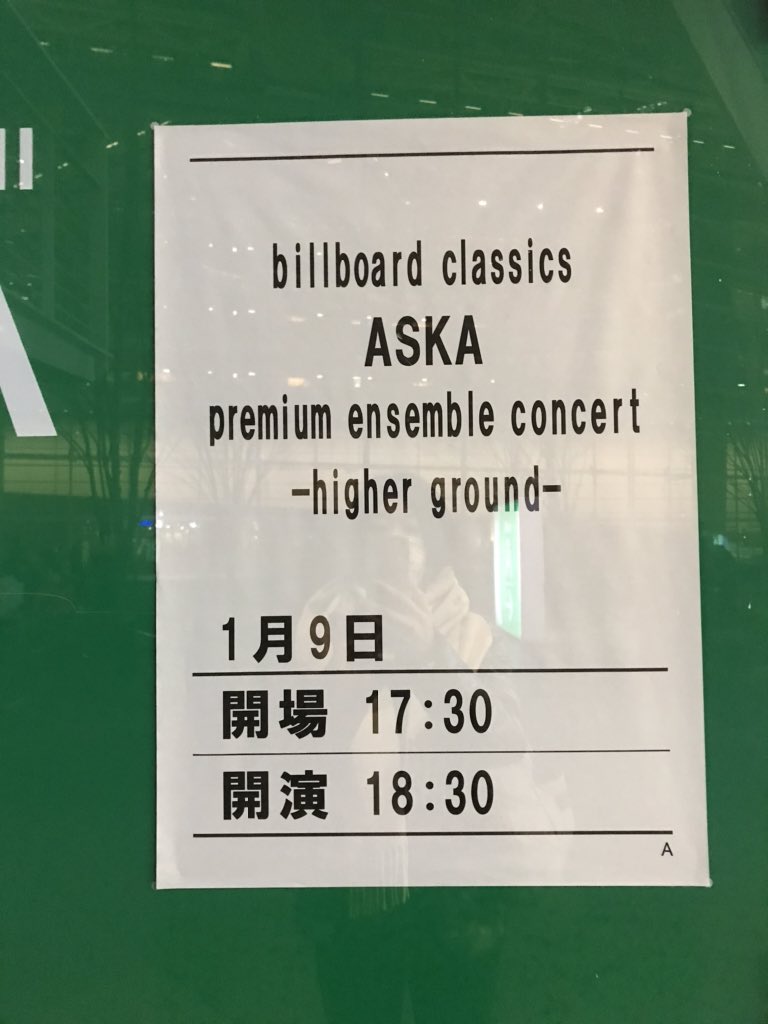 billboard classics
ASKA
premium ensemble concert
-higher ground-
1月9日
開場 17:30
開演 18:30
A